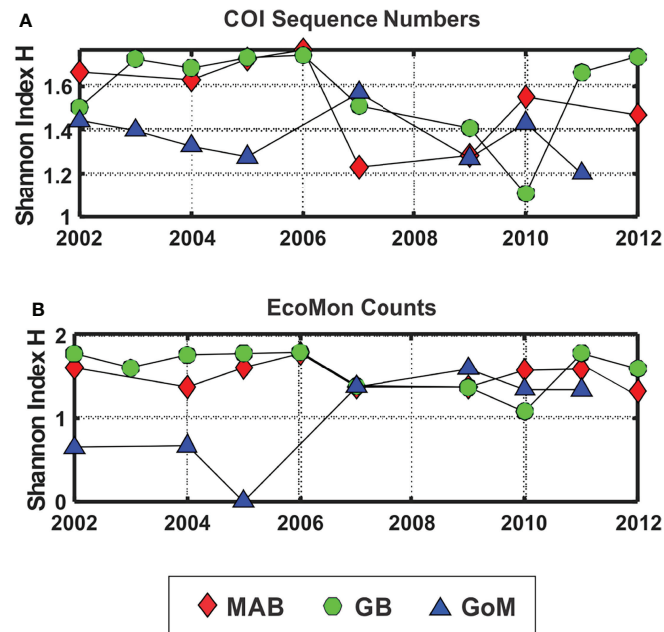 A
COI Sequence Numbers
Shannon Index H
1.6
1.4
1.2
1
2002 2004 2006 2008 2010 2012
B
EcoMon Counts
Shannon Index H
2
1
0
2002 2004 2006 2008 2010 2012
MAB GB GoM